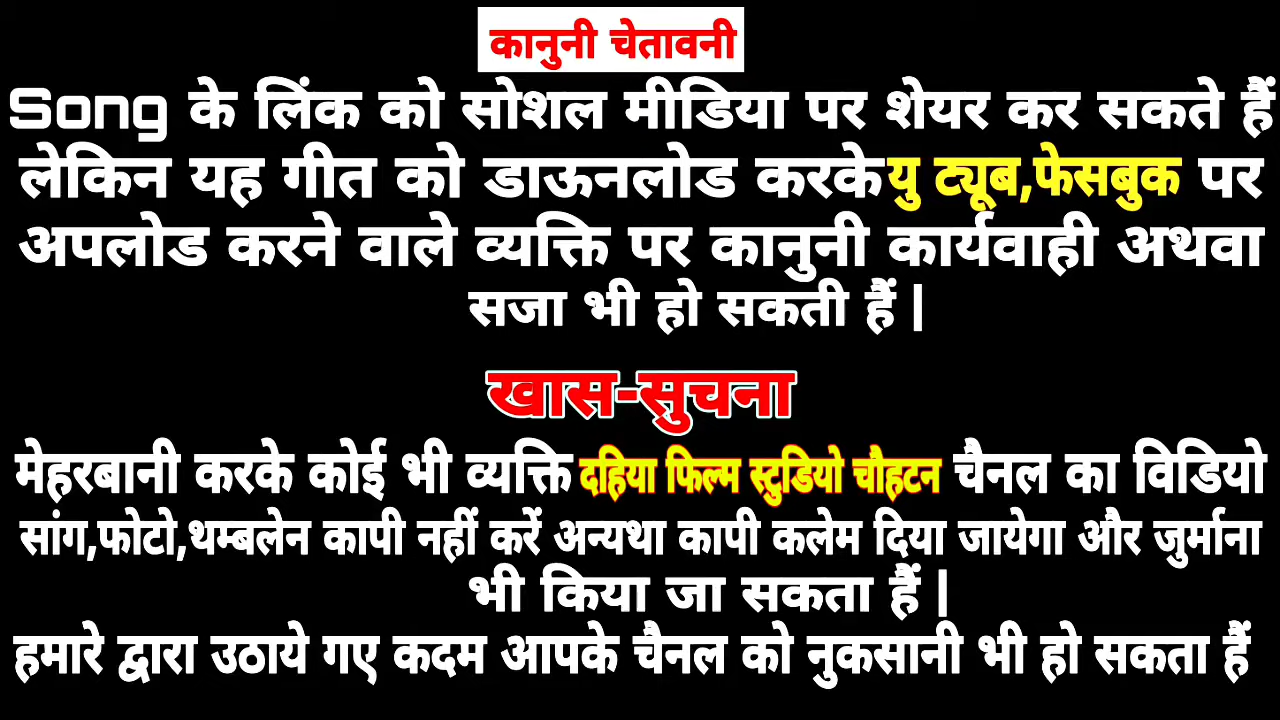 कानुनी चेतावनी
Song के लिंक को सोशल मीडिया पर शेयर कर सकते हैं
लेकिन यह गीत को डाऊनलोड करके यु ट्यूब,फेसबुक पर
अपलोड करने वाले व्यक्ति पर कानुनी कार्यवाही अथवा
सजा भी हो सकती हैं |
खास-सुचना
मेहरबानी करके कोई भी व्यक्ति दहिया फिल्म स्टुडियो चौहटन चैनल का विडियो
सांग,फोटो,थम्बलेन कापी नहीं करें अन्यथा कापी कलेम दिया जायेगा और जुर्माना
भी किया जा सकता हैं |
हमारे द्वारा उठाये गए कदम आपके चैनल को नुकसानी भी हो सकता हैं